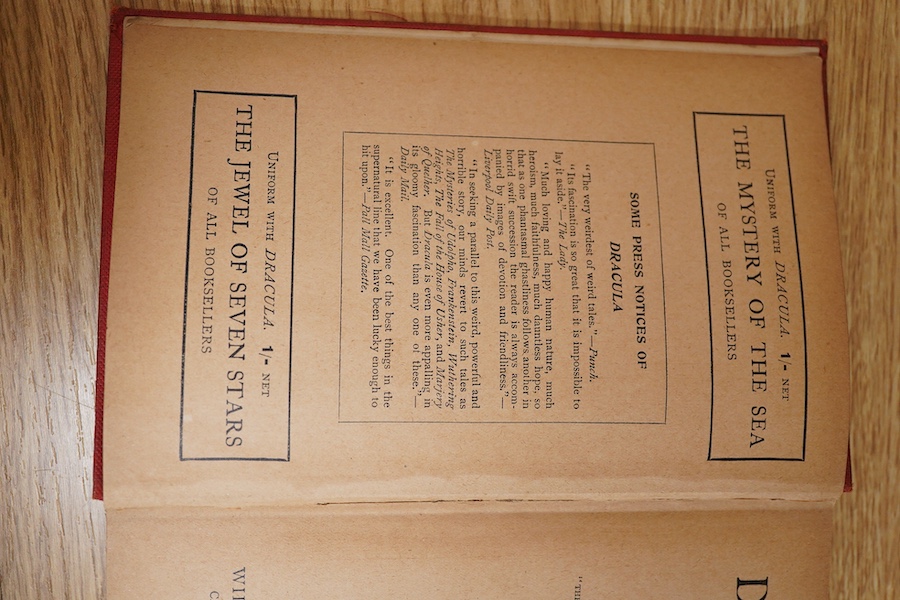 UNIFORM WITH DRACULA. 1/- NET
THE MYSTERY OF THE SEA
OF ALL BOOKSELLERS
SOME PRESS NOTICES OF
DRACULA
"The very weirdest of weird tales."—Punch.
"Its fascination is so great that it is impossible to
lay it aside."—The Lady.
"Much loving and happy human nature, much
heroism, much faithfulness, much dauntless hope, so
that as one phantasmal ghastliness follows another in
horrid swift succession the reader is always accom-
panied by images of devotion and friendliness."—
Liverpool Daily Post.
"In seeking a parallel to this weird, powerful and
horrible story, our minds revert to such tales as
The Mysteries of Udolpho, Frankenstein, Wuthering
Heights, The Fall of the House of Usher, and Marjery
of Quelher. But Dracula is even more appalling in
its gloomy fascination than any one of these."—
Daily Mail.
"It is excellent. One of the best things in the
supernatural line that we have been lucky enough to
hit upon."—Pall Mall Gazette.
UNIFORM WITH DRACULA. 1/- NET
THE JEWEL OF SEVEN STARS
OF ALL BOOKSELLERS
D
"THE
WI